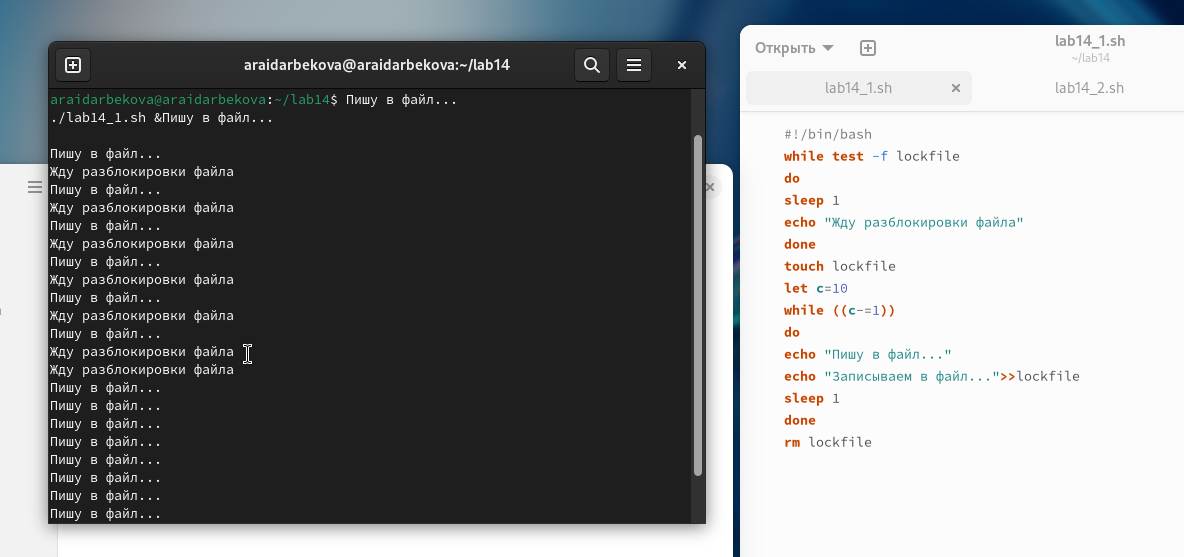 araidarbekova@araidarbekova:~/lab14
araidarbekova@araidarbekova:~/lab14$ Пишу в файл...
./lab14_1.sh &Пишу в файл...
Пишу в файл...
Жду разблокировки файла
Пишу в файл...
Жду разблокировки файла
Пишу в файл...
Жду разблокировки файла
Пишу в файл...
Жду разблокировки файла
Пишу в файл...
Жду разблокировки файла
Пишу в файл...
Жду разблокировки файла
Жду разблокировки файла
Пишу в файл...
Пишу в файл...
Пишу в файл...
Пишу в файл...
Пишу в файл...
Пишу в файл...
Пишу в файл...
Пишу в файл...
Открыть
lab14_1.sh
~/lab14
lab14_1.sh
lab14_2.sh
#!/bin/bash
while test -f lockfile
do
sleep 1
echo "Жду разблокировки файла"
done
touch lockfile
let c=10
while ((c-=1))
do
echo "Пишу в файл..."
echo "Записываем в файл...">>lockfile
sleep 1
done
rm lockfile